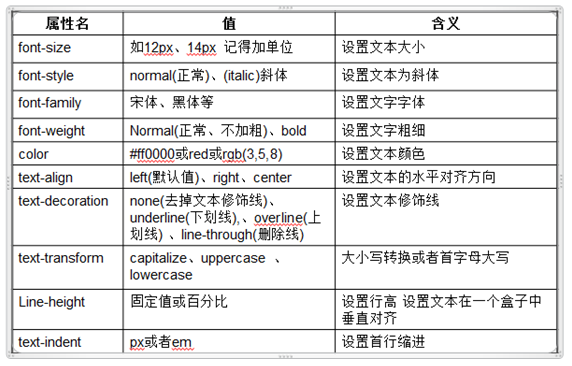 属性名 值 含义
font-size 如12px、14px 记得加单位 设置文本大小
font-style normal(正常)、(italic)斜体 设置文本为斜体
font-family 宋体、黑体等 设置文字字体
font-weight Normal(正常、不加粗)、bold 设置文字粗细
color #ff0000或red或rgb(3,5,8) 设置文本颜色
text-align left(默认值)、right、center 设置文本的水平对齐方向
text-decoration none(去掉文本修饰线)、 设置文本修饰线
underline(下划线),、overline(上
划线) 、line-through(删除线)
text-transform capitalize、uppercase 、 大小写转换或者首字母大写
lowercase
Line-height 固定值或百分比 设置行高 设置文本在一个盒子中
垂直对齐
text-indent px或者em 设置首行缩进